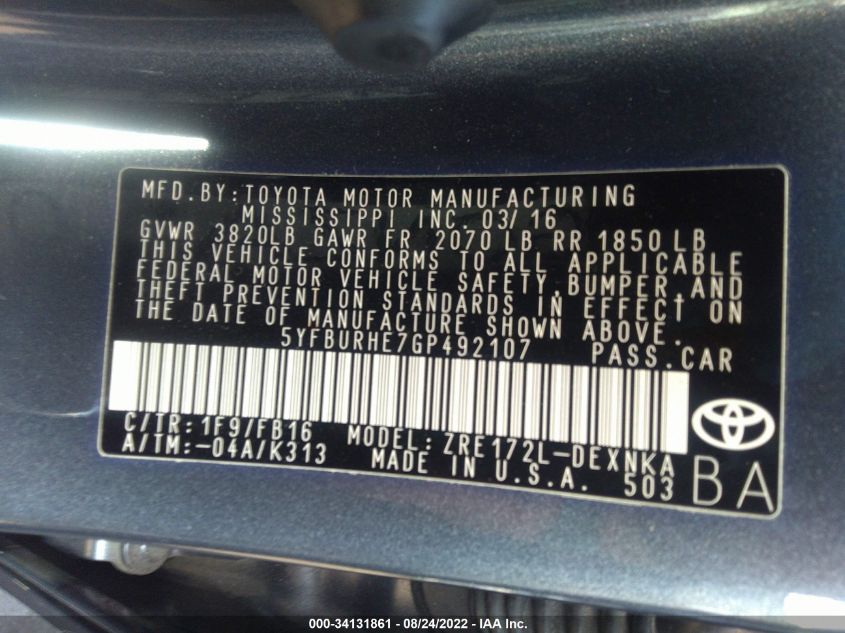 MFD.BY:TOYOTA MOTOR MANUFACTURING
MISSISSIPPI INC. 03/16
GVWR 3820LB GAWR FR 2070 LB RR 1850 LB
THIS VEHICLE CONFORMS TO ALL APPLICABLE
FEDERAL MOTOR VEHICLE SAFETY,BUMPER,AND
THEFT PREVENTION STANDARDS IN EFFECT ON
THE DATE OF MANUFACTURE SHOWN ABOVE.
5YFBURHE7GP492107 PASS.CAR
C/TR:1F9/FB16 MODEL:ZRE172L-DEXNKA
A/TM:-04A/K313 MADE IN U.S.A. 503
BA
000-34131861 - 08/24/2022 - IAA Inc.